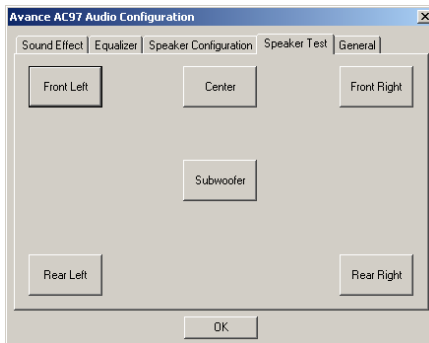 Avance AC97 Audio Configuration
Sound Effect Equalizer Speaker Configuration Speaker Test General
Front Left Center Front Right
Subwoofer
Rear Left Rear Right
OK